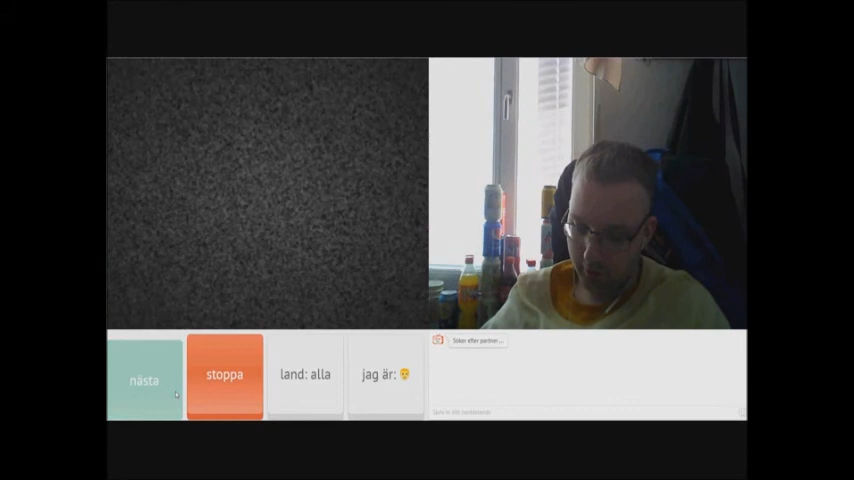 nästa
stoppa
land: alla
jag är:
Söker efter partner...